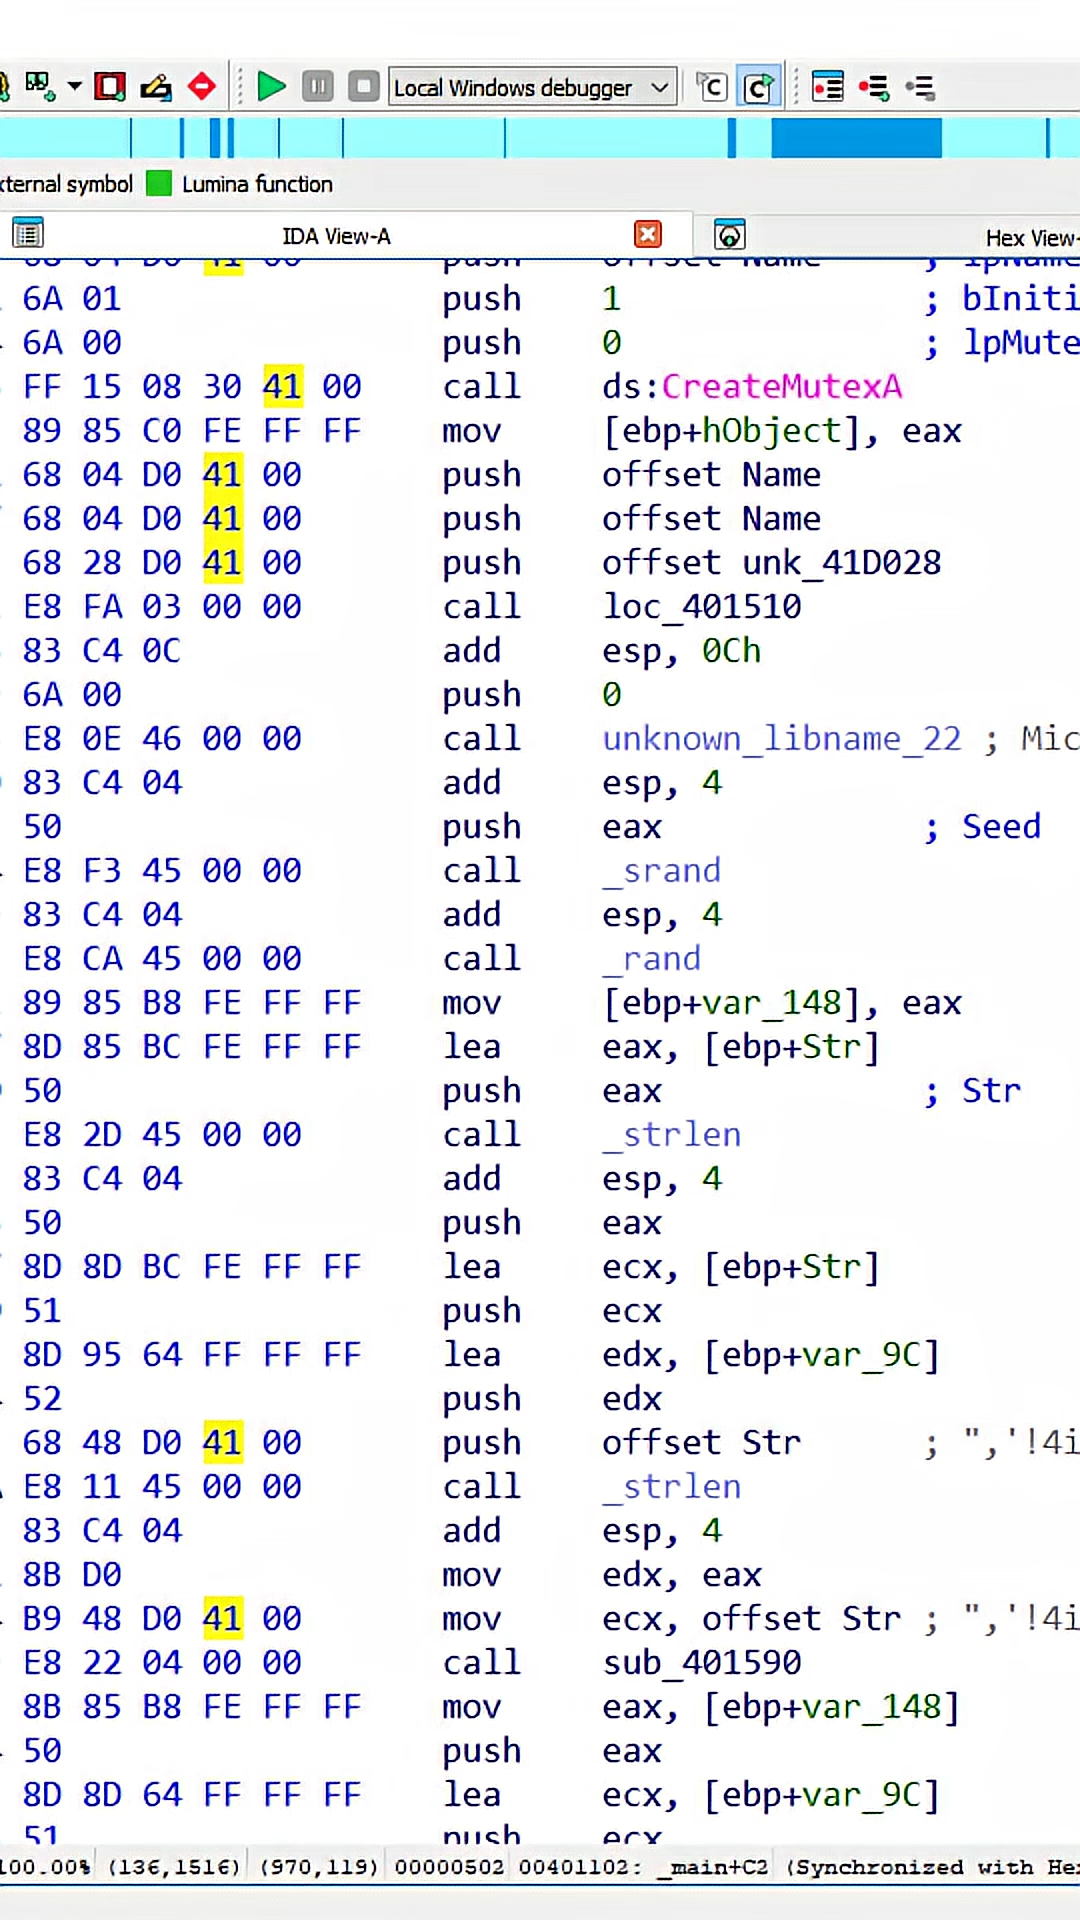 Local Windows debugger
xternal symbol Lumina function
IDA View-A Hex View-
push offset Name ; lpName
6A 01 push 1 ; bIniti
6A 00 push 0 ; lpMute
FF 15 08 30 41 00 call ds:CreateMutexA
89 85 C0 FE FF FF mov [ebp+hObject], eax
68 04 D0 41 00 push offset Name
68 04 D0 41 00 push offset Name
68 28 D0 41 00 push offset unk_41D028
E8 FA 03 00 00 call loc_401510
83 C4 0C add esp, 0Ch
6A 00 push 0
E8 0E 46 00 00 call unknown_libname_22 ; Mic
83 C4 04 add esp, 4
50 push eax ; Seed
E8 F3 45 00 00 call _srand
83 C4 04 add esp, 4
E8 CA 45 00 00 call _rand
89 85 B8 FE FF FF mov [ebp+var_148], eax
8D 85 BC FE FF FF lea eax, [ebp+Str]
50 push eax ; Str
E8 2D 45 00 00 call _strlen
83 C4 04 add esp, 4
50 push eax
8D 8D BC FE FF FF lea ecx, [ebp+Str]
51 push ecx
8D 95 64 FF FF FF lea edx, [ebp+var_9C]
52 push edx
68 48 D0 41 00 push offset Str ; ",'!4i
E8 11 45 00 00 call _strlen
83 C4 04 add esp, 4
8B D0 mov edx, eax
B9 48 D0 41 00 mov ecx, offset Str ; ",'!4i
E8 22 04 00 00 call sub_401590
8B 85 B8 FE FF FF mov eax, [ebp+var_148]
50 push eax
8D 8D 64 FF FF FF lea ecx, [ebp+var_9C]
51 push ecx
100.00% (136,1516) (970,119) 00000502 00401102: _main+C2 (Synchronized with He